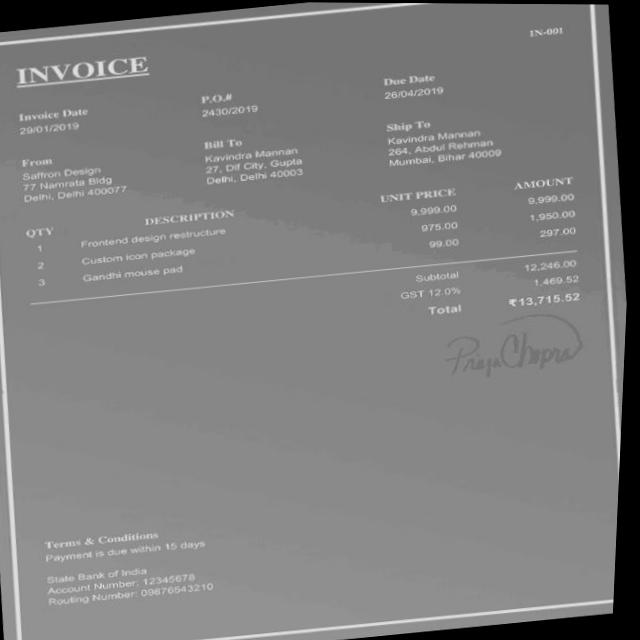 IN-001
INVOICE
Invoice Date
29/01/2019
P.O.#
2430/2019
Due Date
26/04/2019
From
Saffron Design
77 Namrata Bldg
Delhi, Delhi 400077
Bill To
Kavindra Mannan
27, Dlf City, Gupta
Delhi, Delhi 40003
Ship To
Kavindra Mannan
264, Abdul Rehman
Mumbai, Bihar 40009
QTY DESCRIPTION UNIT PRICE AMOUNT
1 Frontend design restructure 9,999.00 9,999.00
2 Custom icon package 975.00 1,950.00
3 Gandhi mouse pad 99.00 297.00
Subtotal 12,246.00
GST 12.0% 1,469.52
Total ₹13,715.52
Priya Chopra
Terms & Conditions
Payment is due within 15 days
State Bank of India
Account Number: 12345678
Routing Number: 09876543210